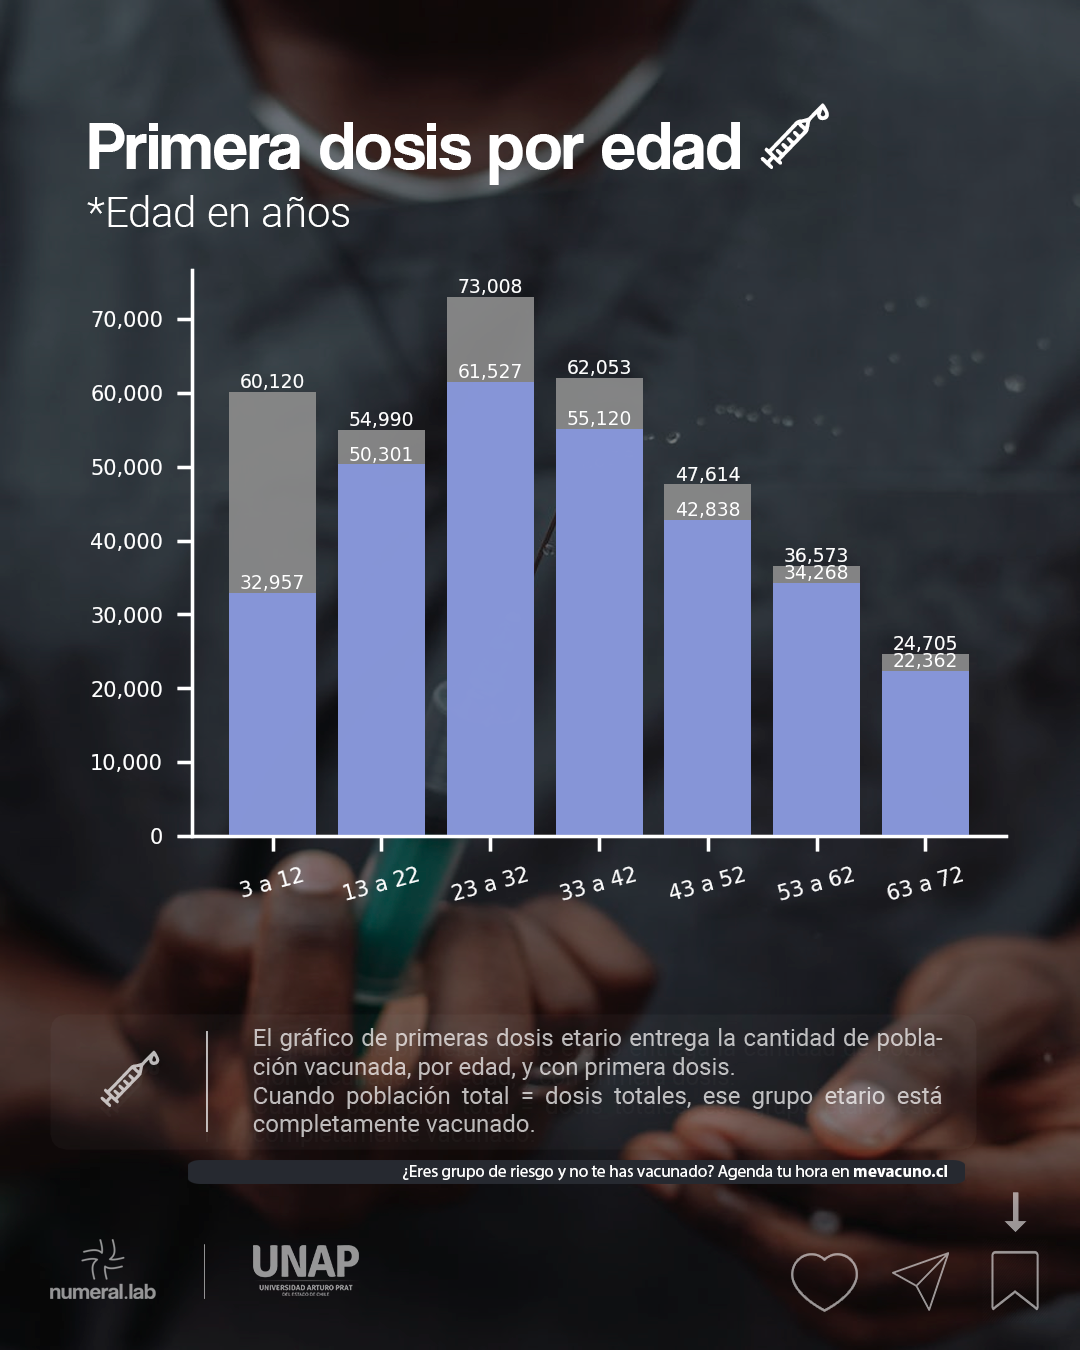 Primera dosis por edad
*Edad en años
73,008
70,000
61,527
62,053
60,120
60,000
55,120
54,990
50,301
50,000
47,614
42,838
40,000
36,573
34,268
32,957
30,000
24,705
22,362
20,000
10,000
0
3 a 12
13 a 22
23 a 32
33 a 42
43 a 52
53 a 62
63 a 72
El gráfico de primeras dosis etario entrega la cantidad de pobla-
ción vacunada, por edad, y con primera dosis.
Cuando población total = dosis totales, ese grupo etario está
completamente vacunado.
¿Eres grupo de riesgo y no te has vacunado? Agenda tu hora en mevacuno.cl
numeral.lab
UNAP
UNIVERSIDAD ARTURO PRAT
DEL ESTADO DE CHILE